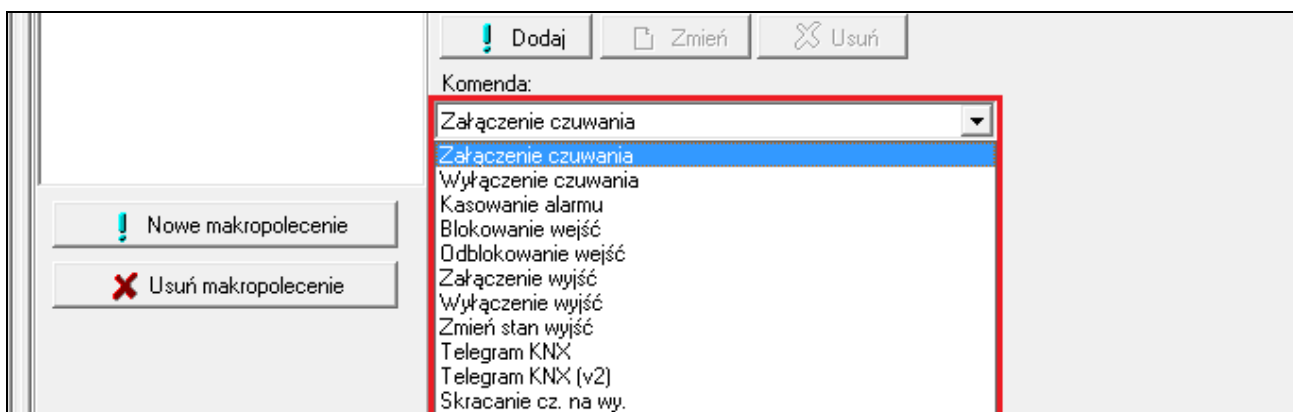 Dodaj
Zmień
Usuń
Komenda:
Załączenie czuwania
Załączenie czuwania
Wyłączenie czuwania
Kasowanie alarmu
Blokowanie wejść
Odblokowanie wejść
Załączenie wyjść
Wyłączenie wyjść
Zmień stan wyjść
Telegram KNX
Telegram KNX (v2)
Skracanie cz. na wy.
Nowe makropolecenie
Usuń makropolecenie